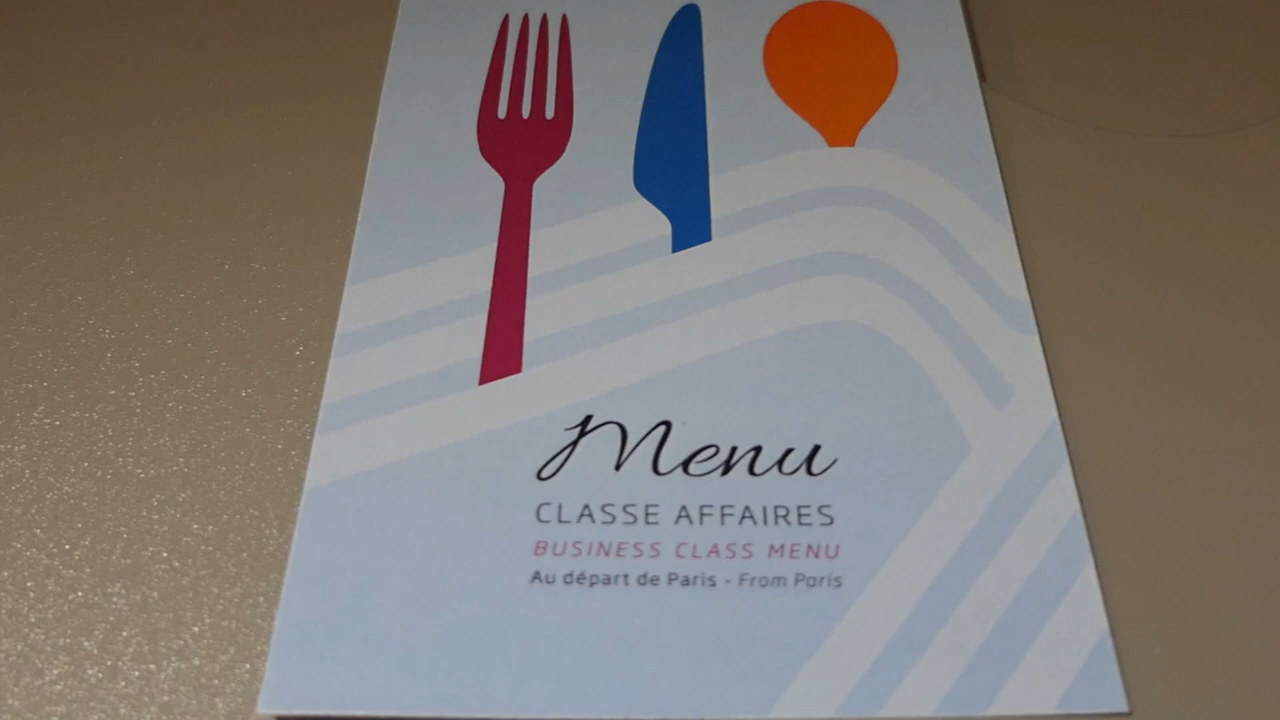 Menu
CLASSE AFFAIRES
BUSINESS CLASS MENU
Au départ de Paris - From Paris